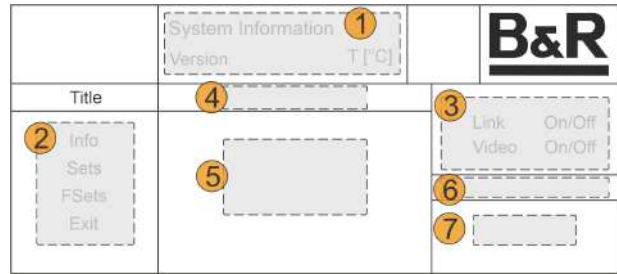 System Information 1
Version T [°C]
B&R
Title
4
3
Link On/Off
Video On/Off
2
Info
Sets
FSets
Exit
5
6
7